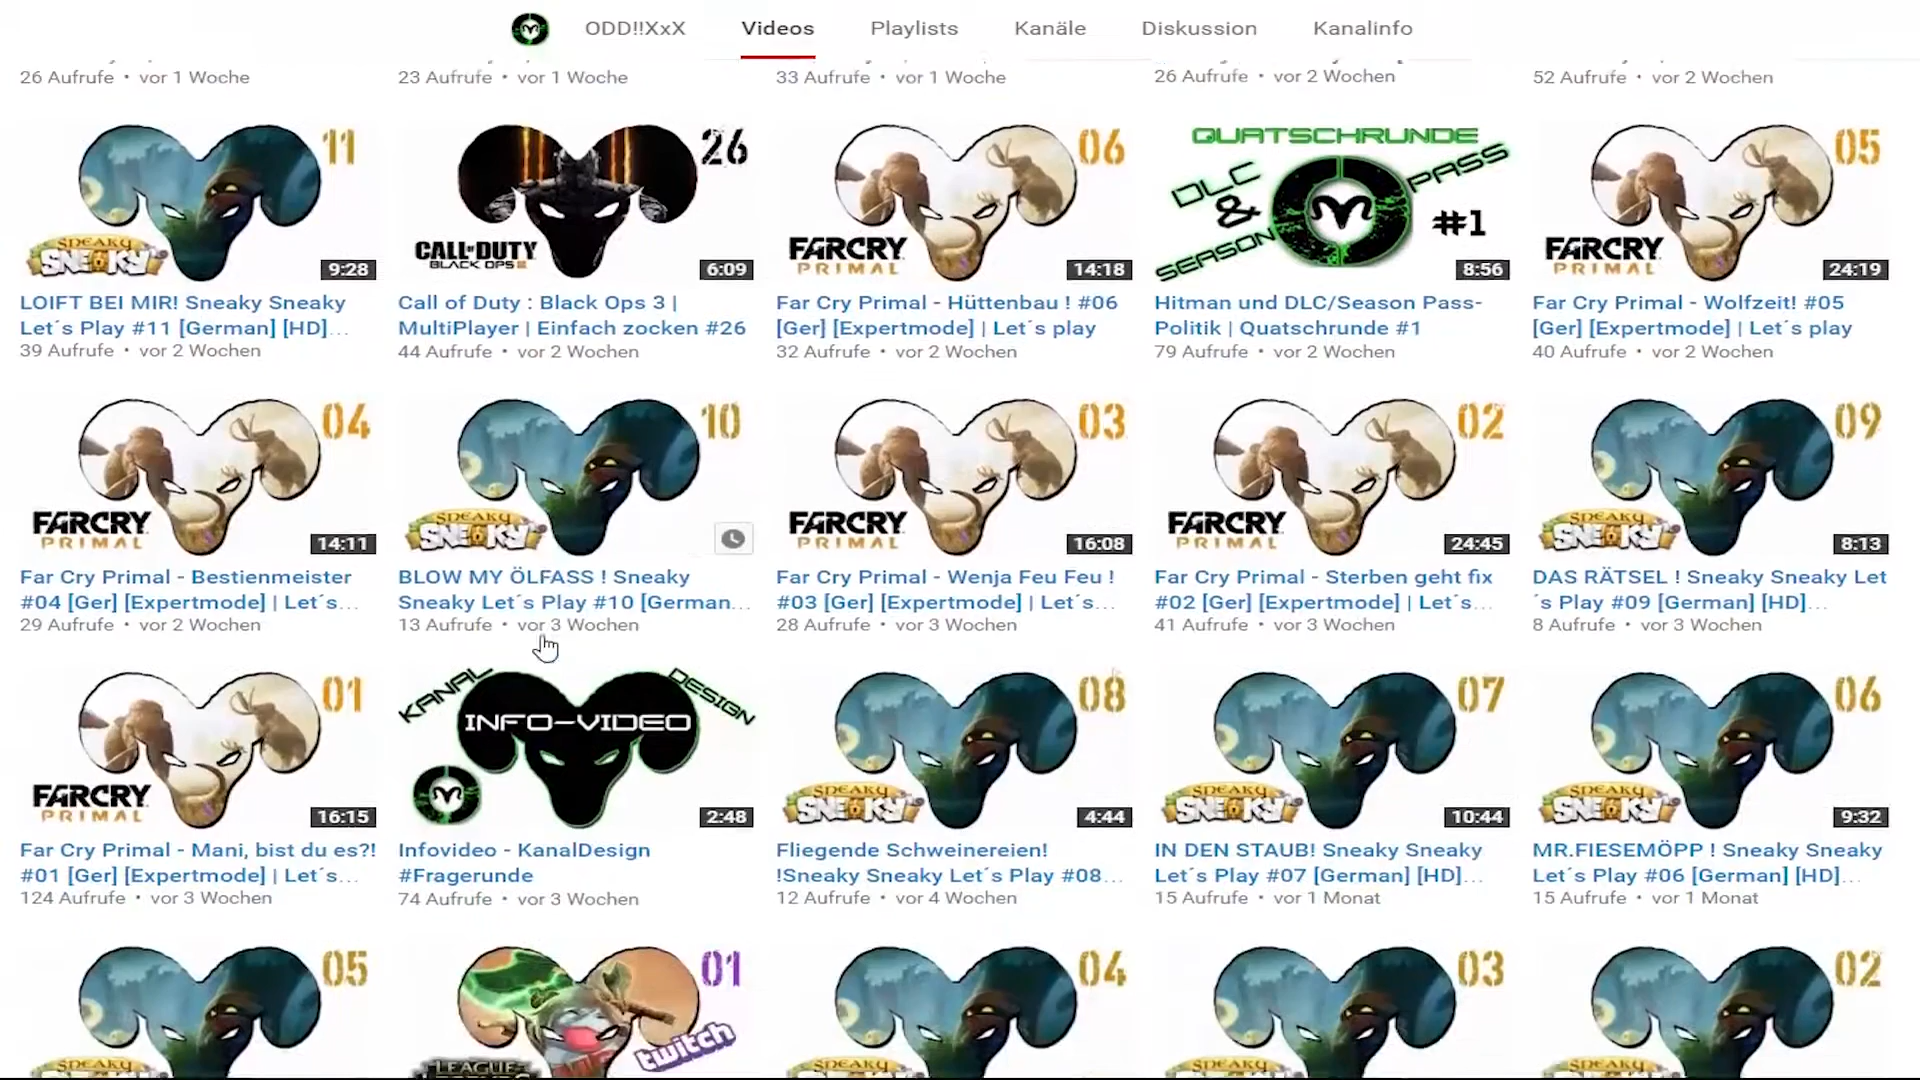 ODD!!XxX Videos Playlists Kanäle Diskussion Kanalinfo
26 Aufrufe • vor 1 Woche
23 Aufrufe • vor 1 Woche
33 Aufrufe • vor 1 Woche
26 Aufrufe • vor 2 Wochen
52 Aufrufe • vor 2 Wochen
11
SNEAKY
SNEAKY
9:28
LOIFT BEI MIR! Sneaky Sneaky
Let´s Play #11 [German] [HD]...
39 Aufrufe • vor 2 Wochen
26
CALL OF DUTY
BLACK OPS III
6:09
Call of Duty : Black Ops 3 |
MultiPlayer | Einfach zocken #26
44 Aufrufe • vor 2 Wochen
06
FARCRY
PRIMAL
14:18
Far Cry Primal - Hüttenbau ! #06
[Ger] [Expertmode] | Let´s play
32 Aufrufe • vor 2 Wochen
QUATSCHRUNDE
DLC
&
SEASON
PASS
#1
8:56
Hitman und DLC/Season Pass-
Politik | Quatschrunde #1
79 Aufrufe • vor 2 Wochen
05
FARCRY
PRIMAL
24:19
Far Cry Primal - Wolfzeit! #05
[Ger] [Expertmode] | Let´s play
40 Aufrufe • vor 2 Wochen
04
FARCRY
PRIMAL
14:11
Far Cry Primal - Bestienmeister
#04 [Ger] [Expertmode] | Let´s...
29 Aufrufe • vor 2 Wochen
10
SNEAKY
SNEAKY
BLOW MY ÖLFASS ! Sneaky
Sneaky Let´s Play #10 [German...
13 Aufrufe • vor 3 Wochen
03
FARCRY
PRIMAL
16:08
Far Cry Primal - Wenja Feu Feu !
#03 [Ger] [Expertmode] | Let´s...
28 Aufrufe • vor 3 Wochen
02
FARCRY
PRIMAL
24:45
Far Cry Primal - Sterben geht fix
#02 [Ger] [Expertmode] | Let´s...
41 Aufrufe • vor 3 Wochen
09
SNEAKY
SNEAKY
8:13
DAS RÄTSEL ! Sneaky Sneaky Let
´s Play #09 [German] [HD]...
8 Aufrufe • vor 3 Wochen
01
FARCRY
PRIMAL
16:15
Far Cry Primal - Mani, bist du es?!
#01 [Ger] [Expertmode] | Let´s...
124 Aufrufe • vor 3 Wochen
KANAL
DESIGN
INFO-VIDEO
2:48
Infovideo - KanalDesign
#Fragerunde
74 Aufrufe • vor 3 Wochen
08
SNEAKY
SNEAKY
4:44
Fliegende Schweinereien!
!Sneaky Sneaky Let´s Play #08...
12 Aufrufe • vor 4 Wochen
07
SNEAKY
SNEAKY
10:44
IN DEN STAUB! Sneaky Sneaky
Let´s Play #07 [German] [HD]...
15 Aufrufe • vor 1 Monat
06
SNEAKY
SNEAKY
9:32
MR.FIESEMÖPP ! Sneaky Sneaky
Let´s Play #06 [German] [HD]...
15 Aufrufe • vor 1 Monat
05
SNEAKY
01
LEAGUE
twitch
04
SNEAKY
03
SNEAKY
02
SNEAKY